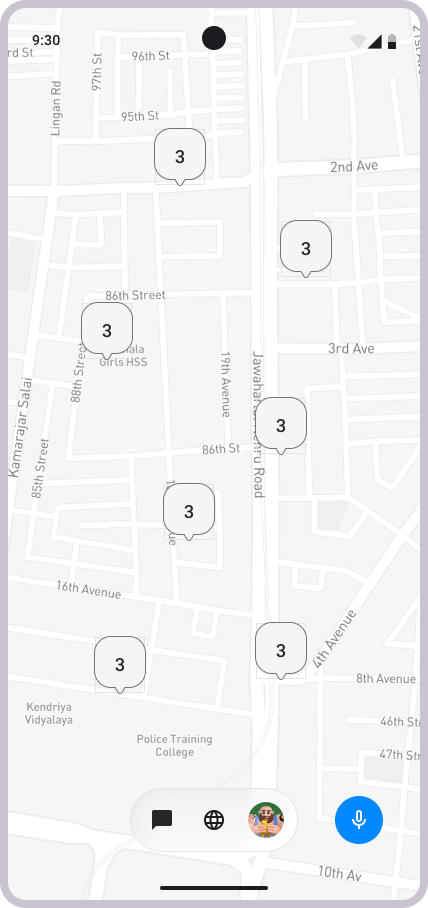 9:30
rd St
97th St
96th St
Lingan Rd
95th St
3
2nd Ave
3
86th Street
3
Girls HSS
88th Street
3rd Ave
19th Avenue
Kamarajar Salai
3
86th St
85th Street
Road
3
16th Avenue
3
3
4th Avenue
8th Avenue
Kendriya
Vidyalaya
46th St
Police Training
College
47th St
10th Av